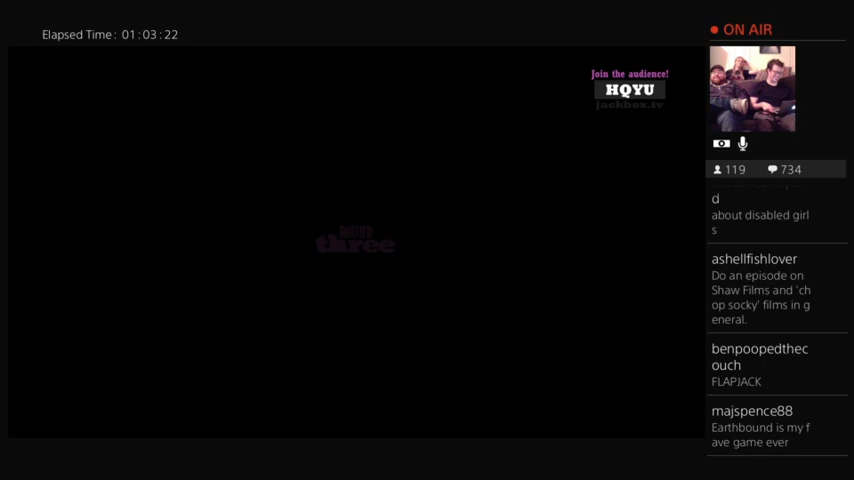 Elapsed Time: 01:03:22
ON AIR
Join the audience!
HQYU
jackbox.tv
119 734
d
about disabled girl
s
ROUND
three
ashellfishlover
Do an episode on
Shaw Films and 'ch
op socky' films in g
eneral.
benpoopedthec
ouch
FLAPJACK
majspence88
Earthbound is my f
ave game ever